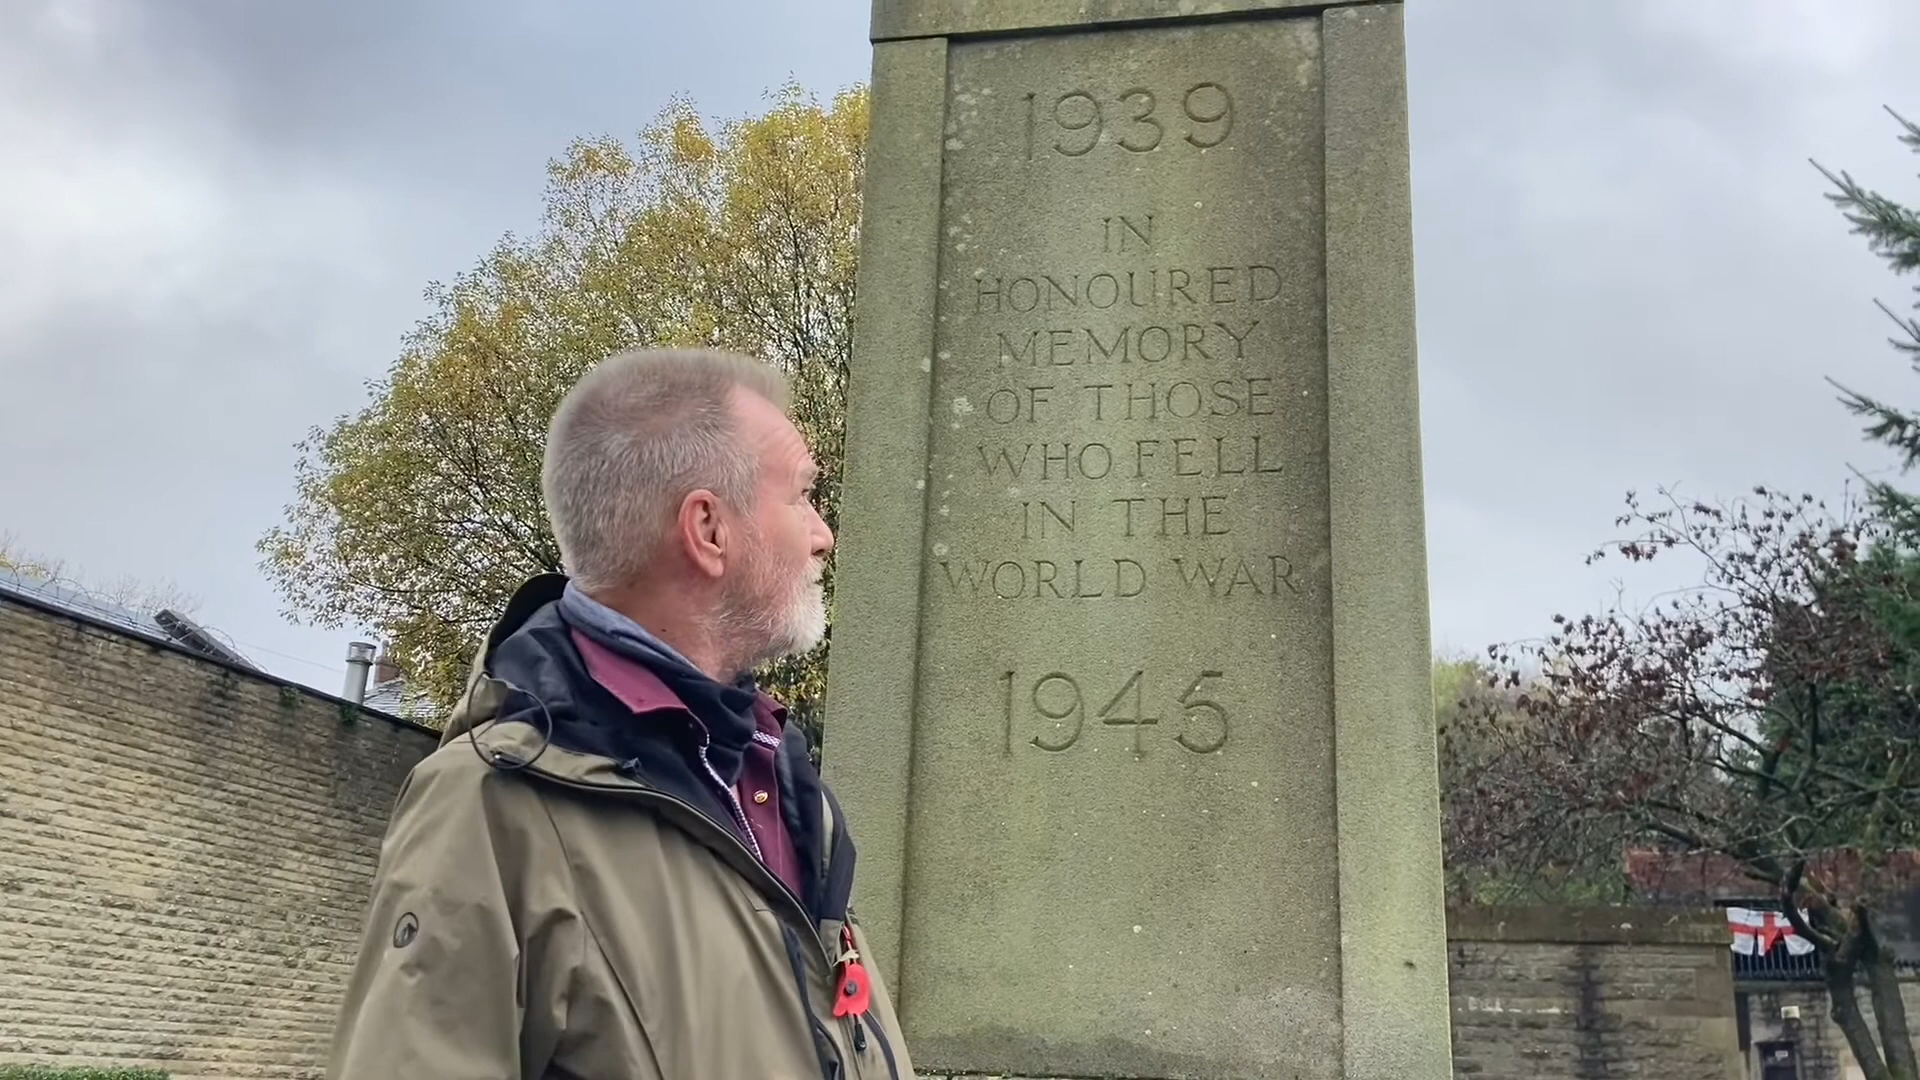 1939
IN
HONOURED
MEMORY
OF THOSE
WHO FELL
IN THE
WORLD WAR
1945